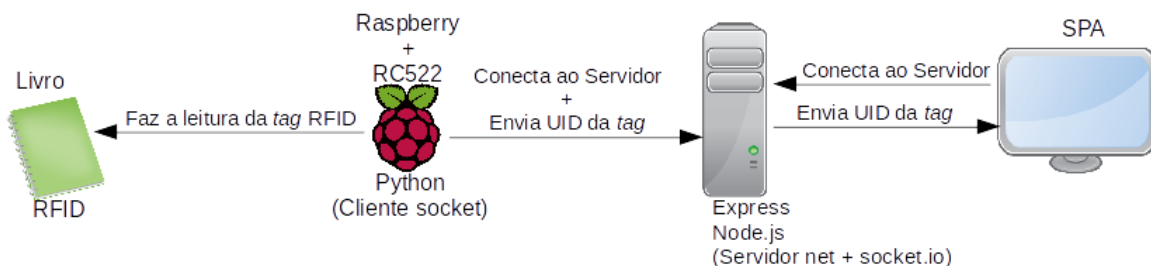 Livro
RFID
Faz a leitura da tag RFID
Raspberry
+
RC522
Python
(Cliente socket)
Conecta ao Servidor
+
Envia UID da tag
Express
Node.js
(Servidor net + socket.io)
SPA
Conecta ao Servidor
Envia UID da tag